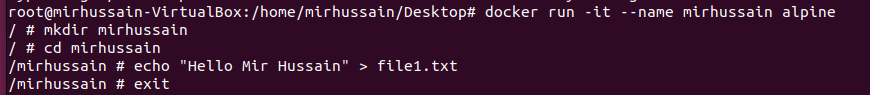 root@mirhussain-VirtualBox:/home/mirhussain/Desktop# docker run -it --name mirhussain alpine
/ # mkdir mirhussain
/ # cd mirhussain
/mirhussain # echo "Hello Mir Hussain" > file1.txt
/mirhussain # exit